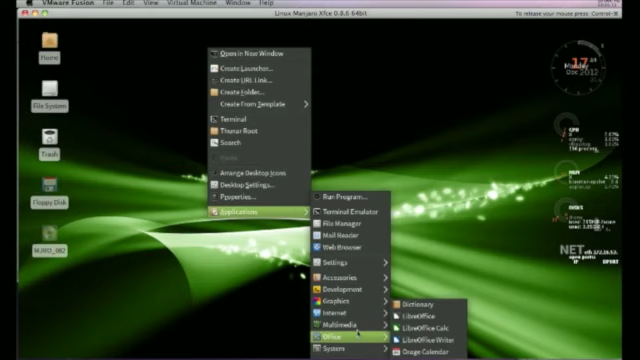 VMware Fusion File Edit View Virtual Machine Window Help
Linux Manjaro Xfce 0.8.6 64bit
To release your mouse press: Control-⌘
Home
File System
Trash
Floppy Disk
MJRO_082
Open in New Window
Create Launcher...
Create URL Link...
Create Folder...
Create From Template
Terminal
Thunar Root
Search
Paste
Arrange Desktop Icons
Desktop Settings...
Properties...
Applications
Run Program...
Terminal Emulator
File Manager
Mail Reader
Web Browser
Settings
Accessories
Development
Graphics
Internet
Multimedia
Office
System
Dictionary
LibreOffice
LibreOffice Calc
LibreOffice Writer
Orage Calendar
17
Monday
Dec 2012
CPU
MEM
DISKS
NET